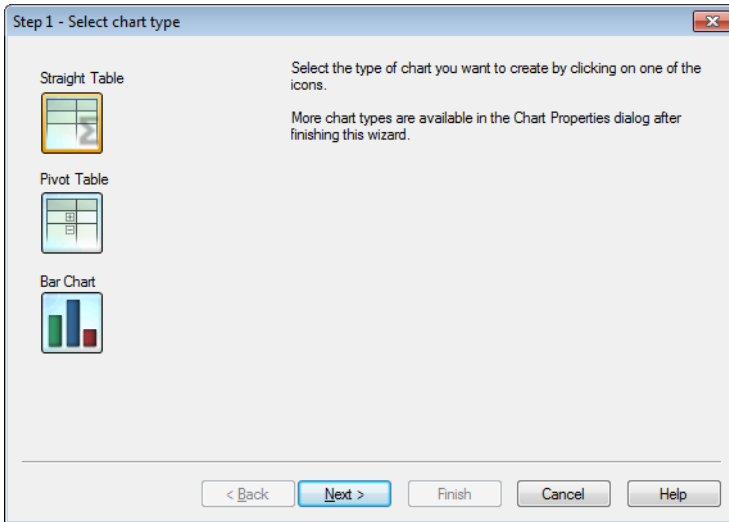 Step 1 - Select chart type
Straight Table
Σ
Pivot Table
Bar Chart
Select the type of chart you want to create by clicking on one of the
icons.
More chart types are available in the Chart Properties dialog after
finishing this wizard.
< Back
Next >
Finish
Cancel
Help